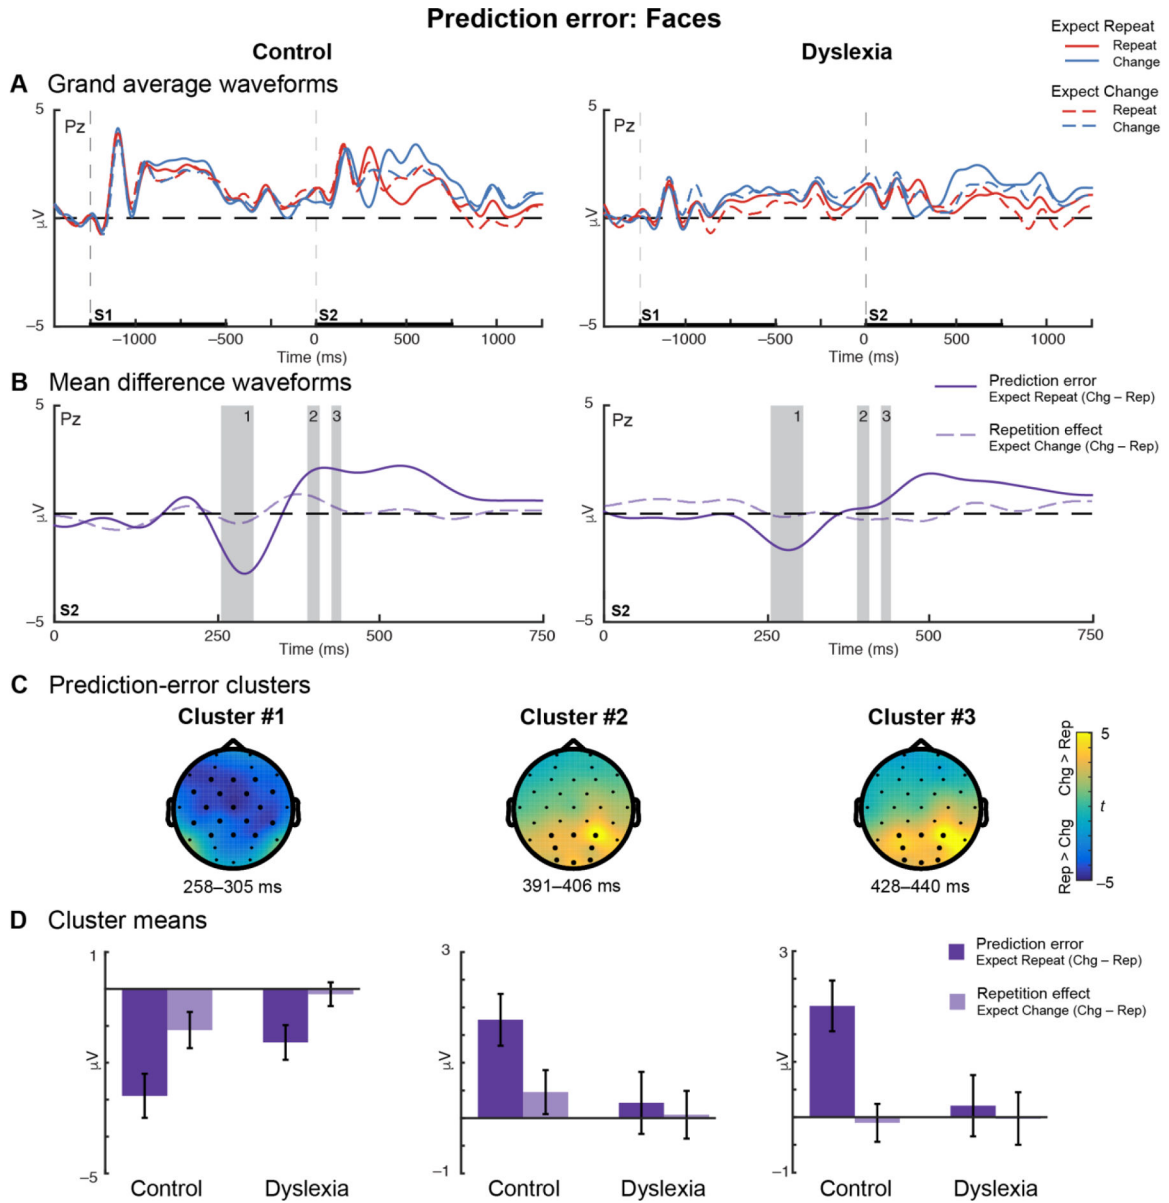 Prediction error: Faces
Control
Dyslexia
Expect Repeat
Repeat
Change
Expect Change
Repeat
Change
A Grand average waveforms
5
Pz
μV
−5
S1
S2
−1000
−500
0
500
1000
Time (ms)
5
Pz
μV
−5
S1
S2
−1000
−500
0
500
1000
Time (ms)
B Mean difference waveforms
Prediction error
Expect Repeat (Chg – Rep)
Repetition effect
Expect Change (Chg – Rep)
5
Pz
1
2
3
μV
−5
S2
0
250
500
750
Time (ms)
5
Pz
1
2
3
μV
−5
S2
0
250
500
750
Time (ms)
C Prediction-error clusters
Cluster #1
Cluster #2
Cluster #3
258–305 ms
391–406 ms
428–440 ms
Rep > Chg
Chg > Rep
5
t
−5
D Cluster means
Prediction error
Expect Repeat (Chg – Rep)
Repetition effect
Expect Change (Chg – Rep)
1
μV
−5
Control
Dyslexia
3
μV
−1
Control
Dyslexia
3
μV
−1
Control
Dyslexia